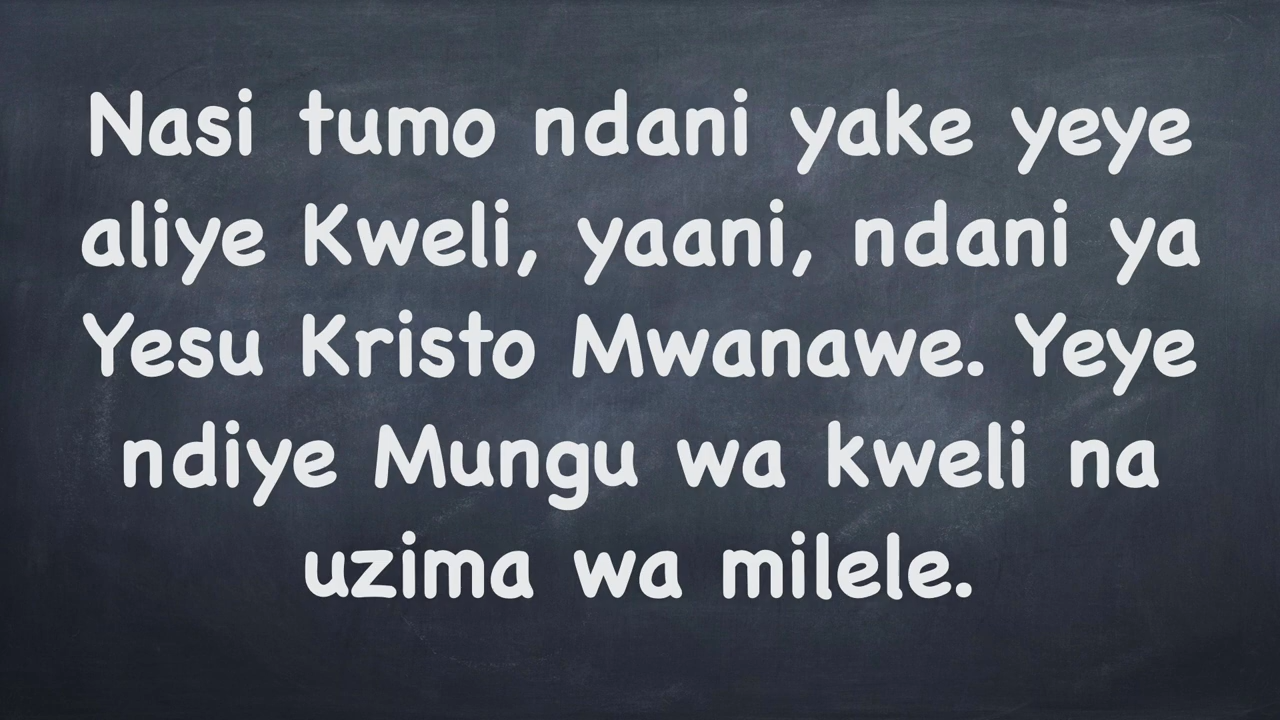 Nasi tumo ndani yake yeye
aliye Kweli, yaani, ndani ya
Yesu Kristo Mwanawe. Yeye
ndiye Mungu wa kweli na
uzima wa milele.